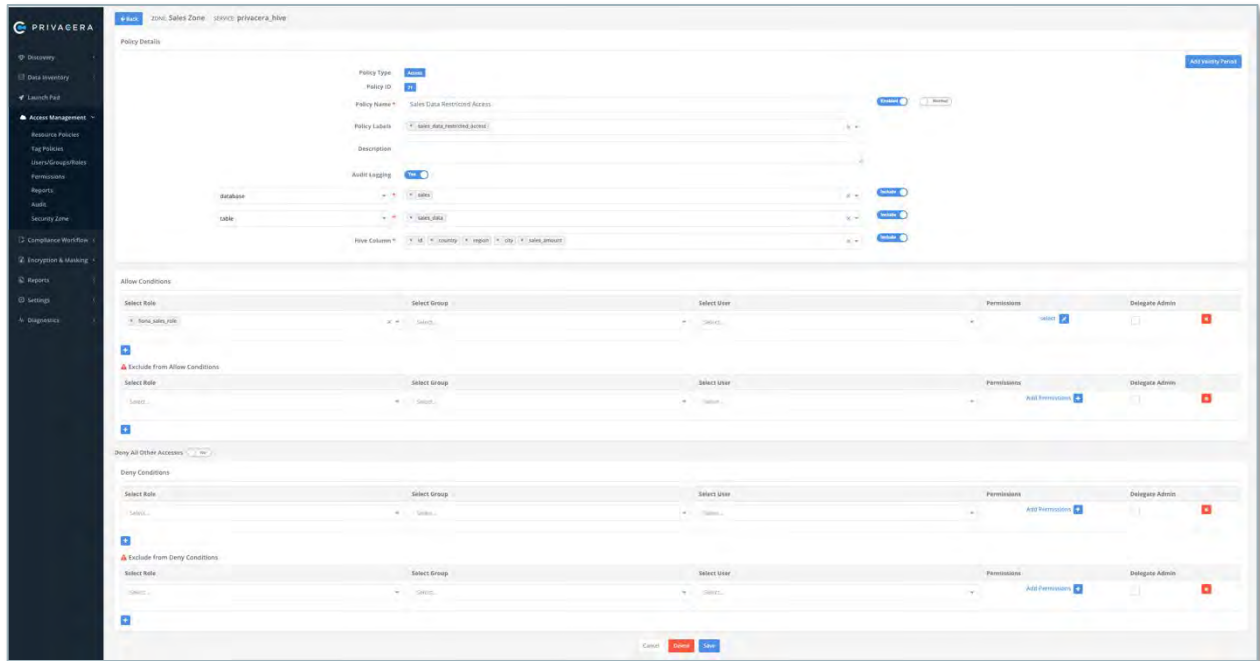 PRIVACERA
Back ZONE: Sales Zone SERVICE: privacera_hive
Policy Details
Discovery
Data Inventory
Launch Pad
Access Management
Resource Policies
Tag Policies
Users/Groups/Roles
Permissions
Reports
Audit
Security Zone
Compliance Workflow
Encryption & Masking
Reports
Settings
Diagnostics
Add Validity Period
Policy Type Access
Policy ID
Policy Name * Sales Data Restricted Access Enabled Normal
Policy Labels sales_data_restricted_access
Description
Audit Logging Yes
database * sales Include
table * sales_data Include
Hive Column * id country region city sales_amount Include
Allow Conditions
Select Role Select Group Select User Permissions Delegate Admin
fiona_sales_role Select... Select... select
Exclude from Allow Conditions
Select Role Select Group Select User Permissions Delegate Admin
Select... Select... Select... Add Permissions
Deny All Other Accesses
Deny Conditions
Select Role Select Group Select User Permissions Delegate Admin
Select... Select... Select... Add Permissions
Exclude from Deny Conditions
Select Role Select Group Select User Permissions Delegate Admin
Select... Select... Select... Add Permissions
Cancel Delete Save